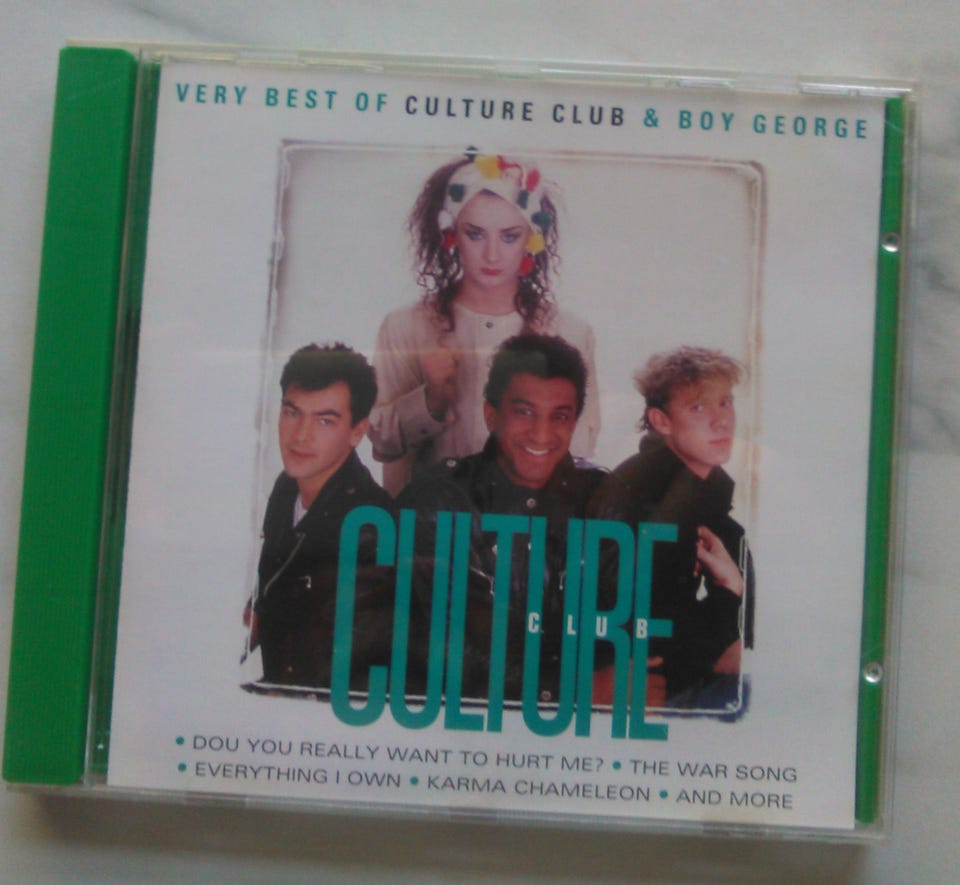 VERY BEST OF CULTURE CLUB & BOY GEORGE
CULTURE
CLUB
• DOU YOU REALLY WANT TO HURT ME? • THE WAR SONG
• EVERYTHING I OWN • KARMA CHAMELEON • AND MORE